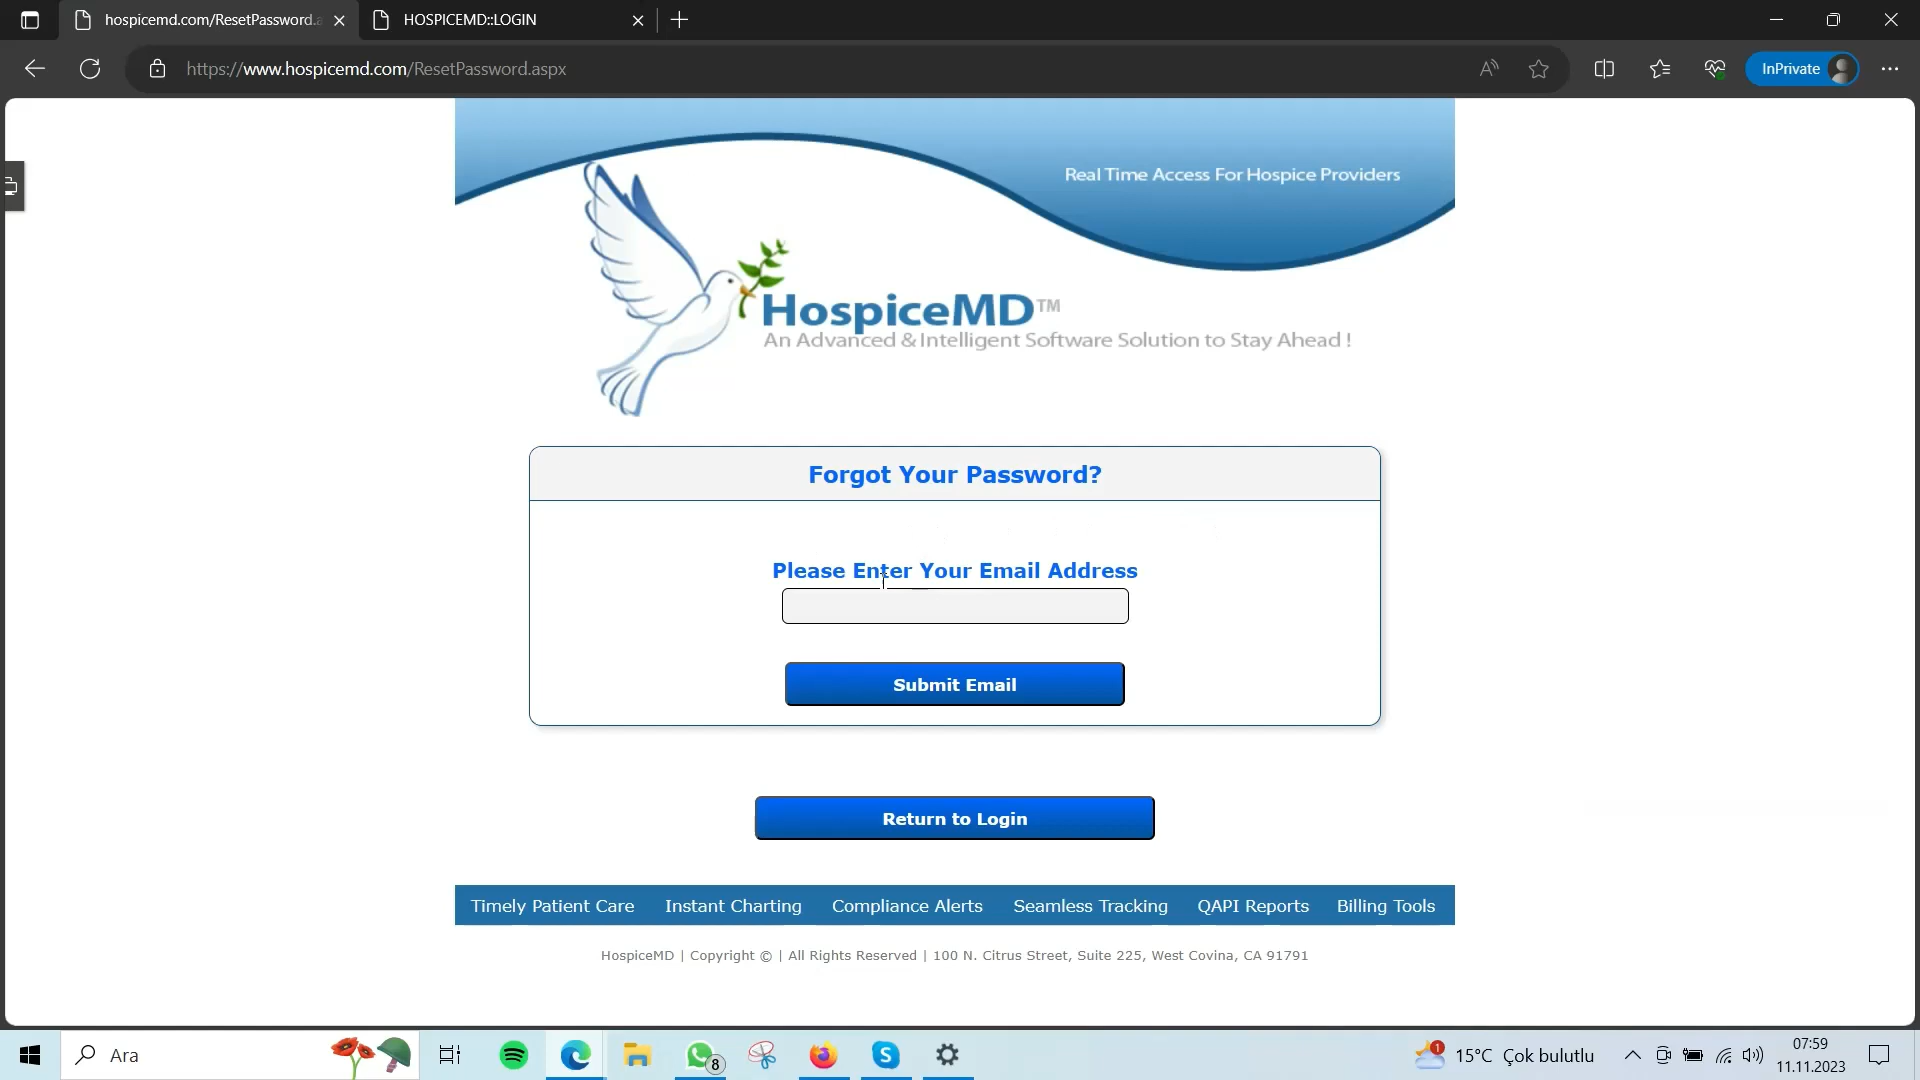 hospicemd.com/ResetPassword.a
HOSPICEMD::LOGIN
https://www.hospicemd.com/ResetPassword.aspx
InPrivate
Real Time Access For Hospice Providers
HospiceMD™
An Advanced & Intelligent Software Solution to Stay Ahead !
Forgot Your Password?
Please Enter Your Email Address
Submit Email
Return to Login
Timely Patient Care Instant Charting Compliance Alerts Seamless Tracking QAPI Reports Billing Tools
HospiceMD | Copyright © | All Rights Reserved | 100 N. Citrus Street, Suite 225, West Covina, CA 91791
Ara
8
1
15°C Çok bulutlu
07:59
11.11.2023